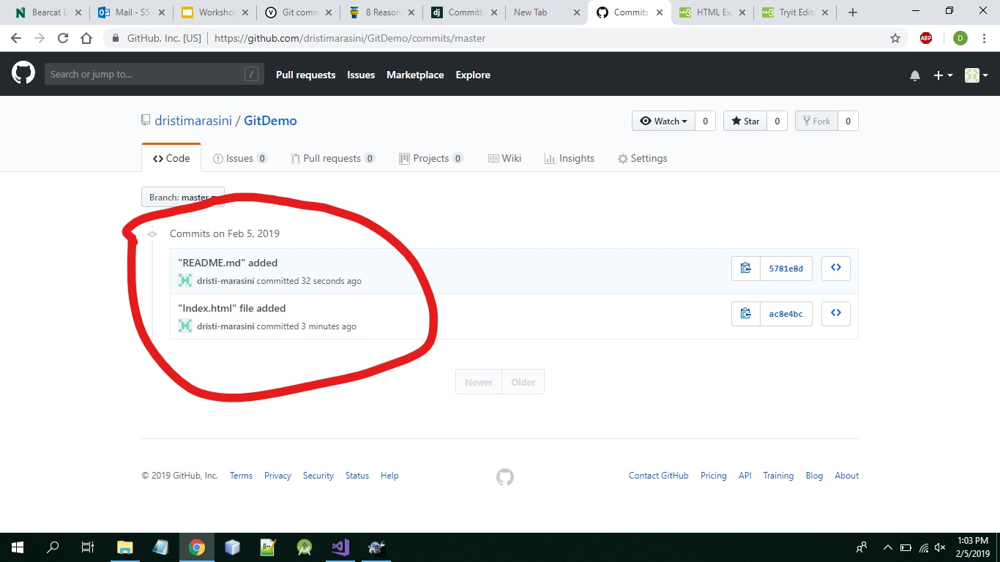 Bearcat L
Mail - S5
Workshop
Git comm
8 Reason
Committi
New Tab
Commits
HTML Exa
Tryit Edito
GitHub, Inc. [US] https://github.com/dristimarasini/GitDemo/commits/master
ABP
D
Search or jump to... /
Pull requests Issues Marketplace Explore
dristimarasini / GitDemo
Watch 0 Star 0 Fork 0
Code Issues 0 Pull requests 0 Projects 0 Wiki Insights Settings
Branch: master
Commits on Feb 5, 2019
"README.md" added
dristi-marasini committed 32 seconds ago
5781e8d
"Index.html" file added
dristi-marasini committed 3 minutes ago
ac8e4bc
Newer Older
© 2019 GitHub, Inc. Terms Privacy Security Status Help
Contact GitHub Pricing API Training Blog About
1:03 PM
2/5/2019